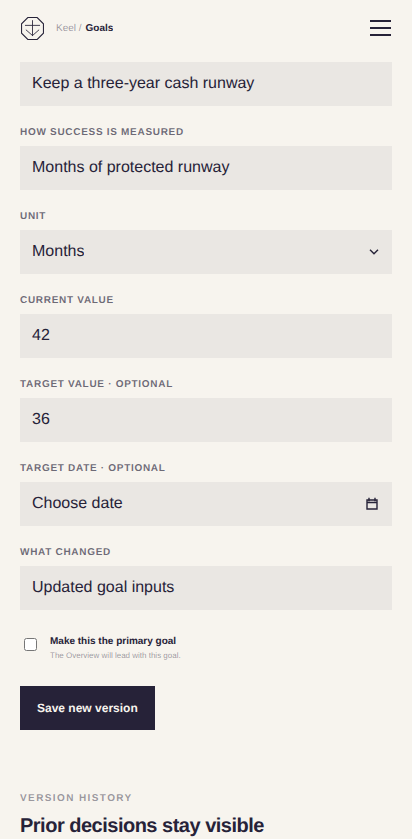 Keel / Goals
Keep a three-year cash runway
HOW SUCCESS IS MEASURED
Months of protected runway
UNIT
Months
CURRENT VALUE
42
TARGET VALUE · OPTIONAL
36
TARGET DATE · OPTIONAL
Choose date
WHAT CHANGED
Updated goal inputs
Make this the primary goal
The Overview will lead with this goal.
Save new version
VERSION HISTORY
Prior decisions stay visible